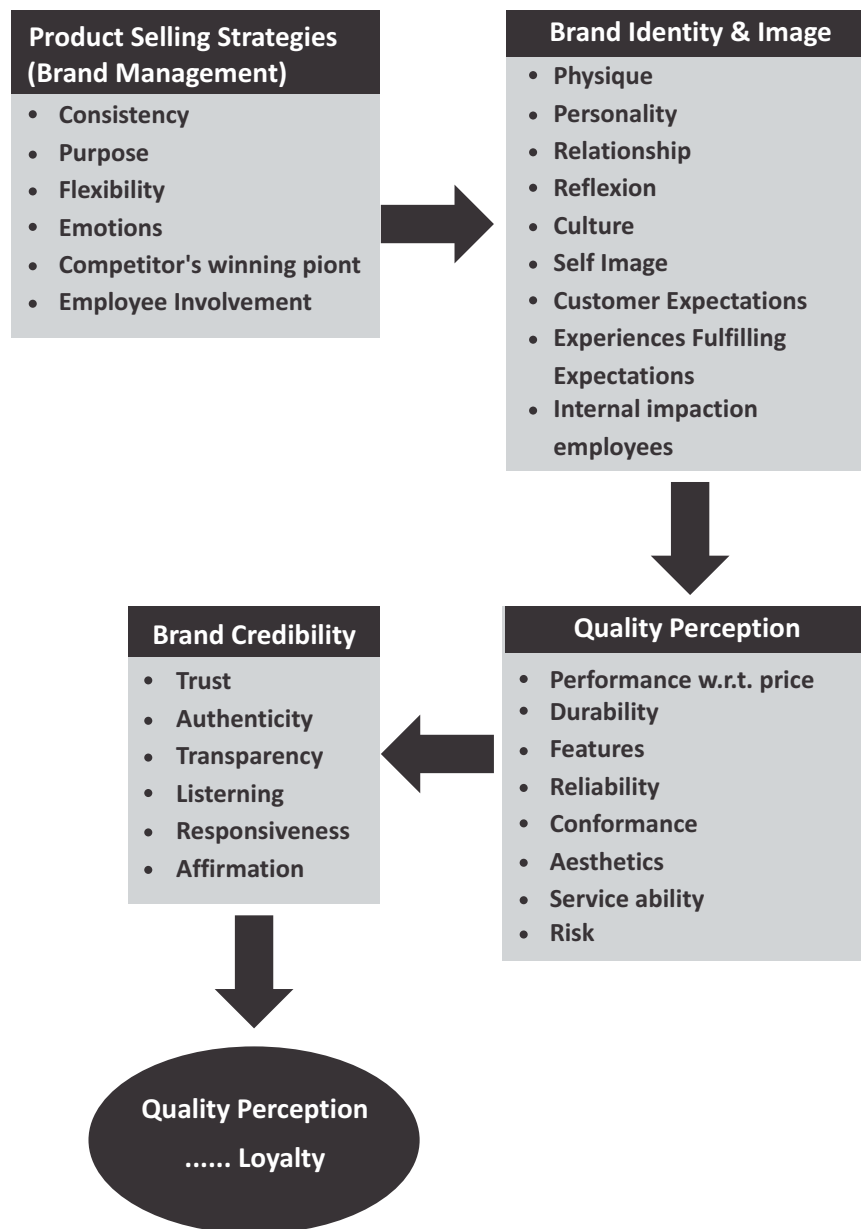 Product Selling Strategies
(Brand Management)
• Consistency
• Purpose
• Flexibility
• Emotions
• Competitor's winning piont
• Employee Involvement
Brand Identity & Image
• Physique
• Personality
• Relationship
• Reflexion
• Culture
• Self Image
• Customer Expectations
• Experiences Fulfilling
Expectations
• Internal impaction
employees
Quality Perception
• Performance w.r.t. price
• Durability
• Features
• Reliability
• Conformance
• Aesthetics
• Service ability
• Risk
Brand Credibility
• Trust
• Authenticity
• Transparency
• Listerning
• Responsiveness
• Affirmation
Quality Perception
...... Loyalty